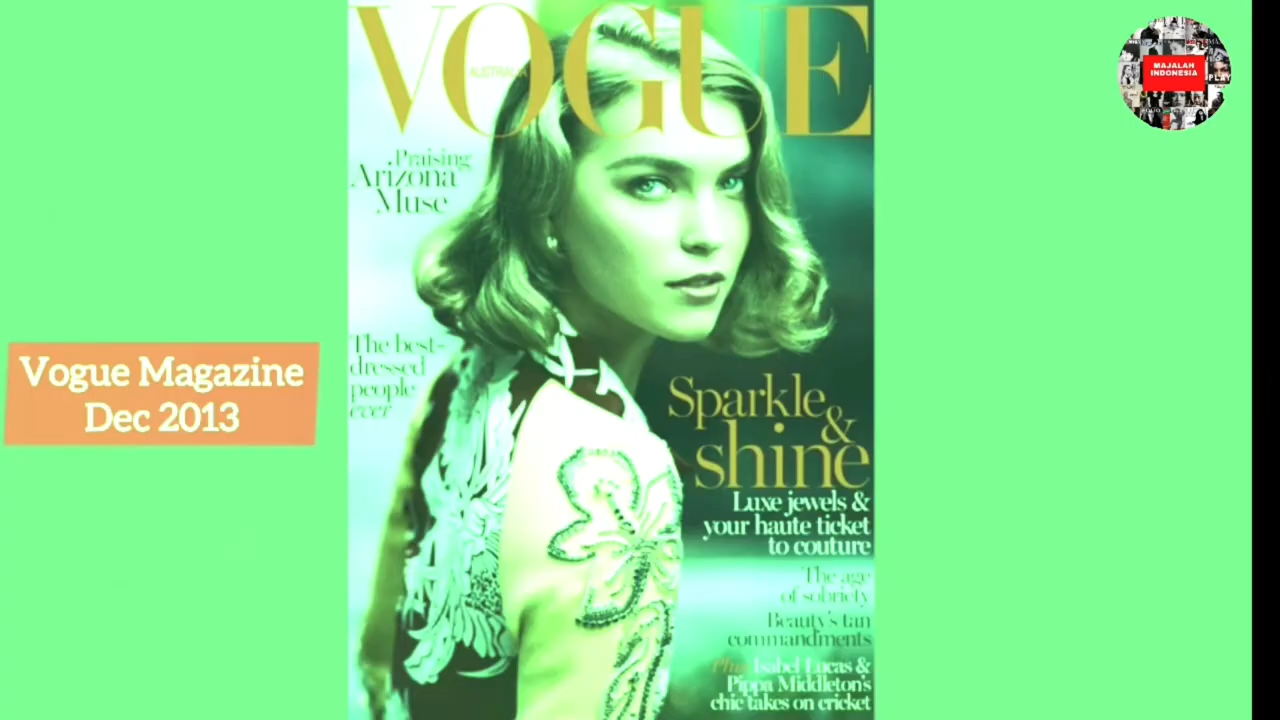 VOGUE
AUSTRALIA
Praising
Arizona
Muse
The best-
dressed
people
ever
Vogue Magazine
Dec 2013
Sparkle
&
shine
Luxe jewels &
your haute ticket
to couture
The age
of sobriety
Beauty's tan
commandments
Plus Isabel Lucas &
Pippa Middleton's
chic takes on cricket
MAJALAH
INDONESIA
PLAY